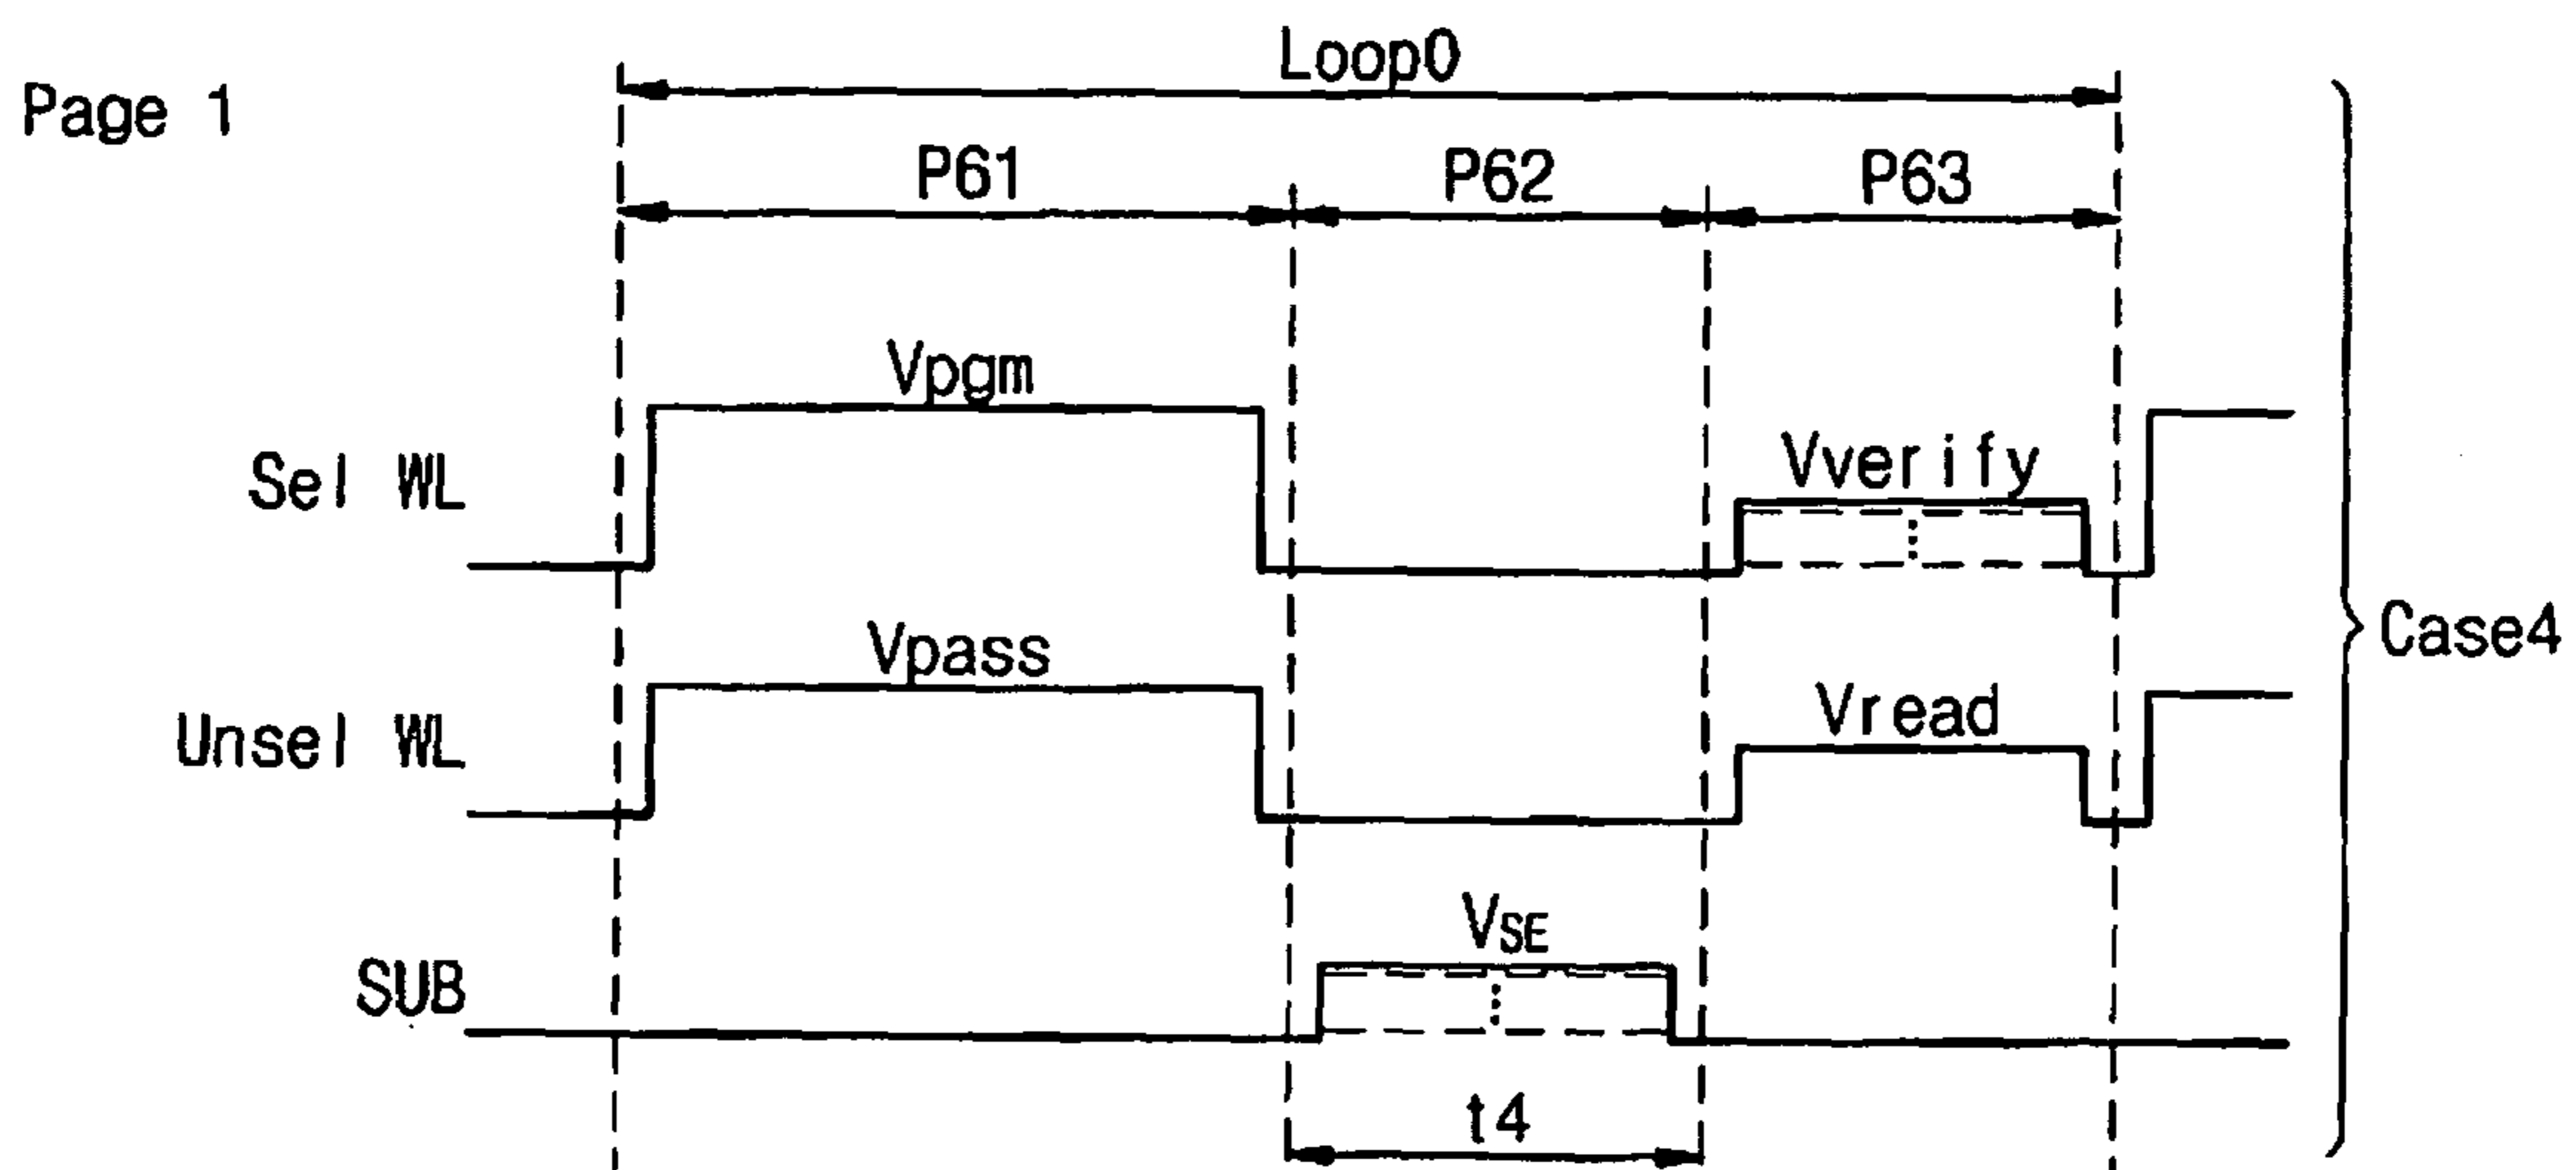 Loop0
Page 1
P61 P62 P63
Vpgm
Sel WL
Vverify
Vpass
Unsel WL
Vread
Case4
VSE
SUB
t4